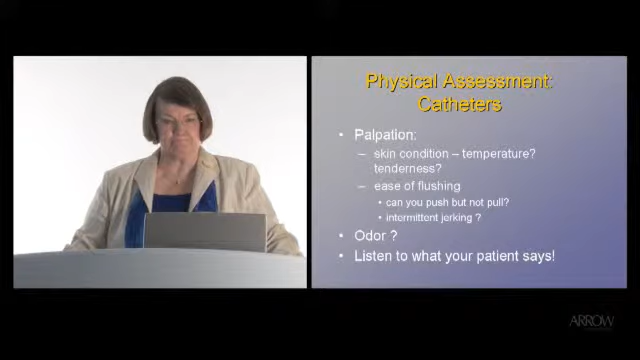 Physical Assessment:
Catheters
• Palpation:
– skin condition – temperature?
tenderness?
– ease of flushing
• can you push but not pull?
• intermittent jerking ?
• Odor ?
• Listen to what your patient says!
ARROW